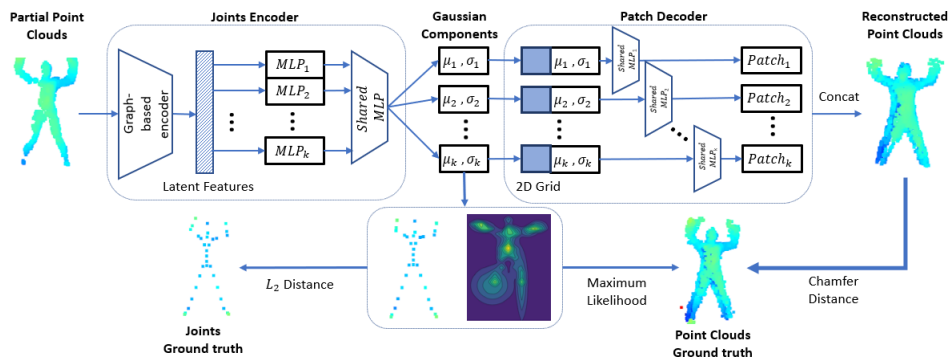 Partial Point
Clouds
Joints Encoder
Gaussian
Components
Patch Decoder
Reconstructed
Point Clouds
Graph-
based
encoder
MLP₁
MLP₂
MLPₖ
Shared
MLP
Latent Features
μ₁ , σ₁
μ₂ , σ₂
μₖ , σₖ
μ₁ , σ₁
μ₂ , σ₂
μₖ , σₖ
2D Grid
Shared
MLP₁
Shared
MLP₂
Shared
MLPₖ
Patch₁
Patch₂
Patchₖ
Concat
L₂ Distance
Maximum
Likelihood
Chamfer
Distance
Joints
Ground truth
Point Clouds
Ground truth